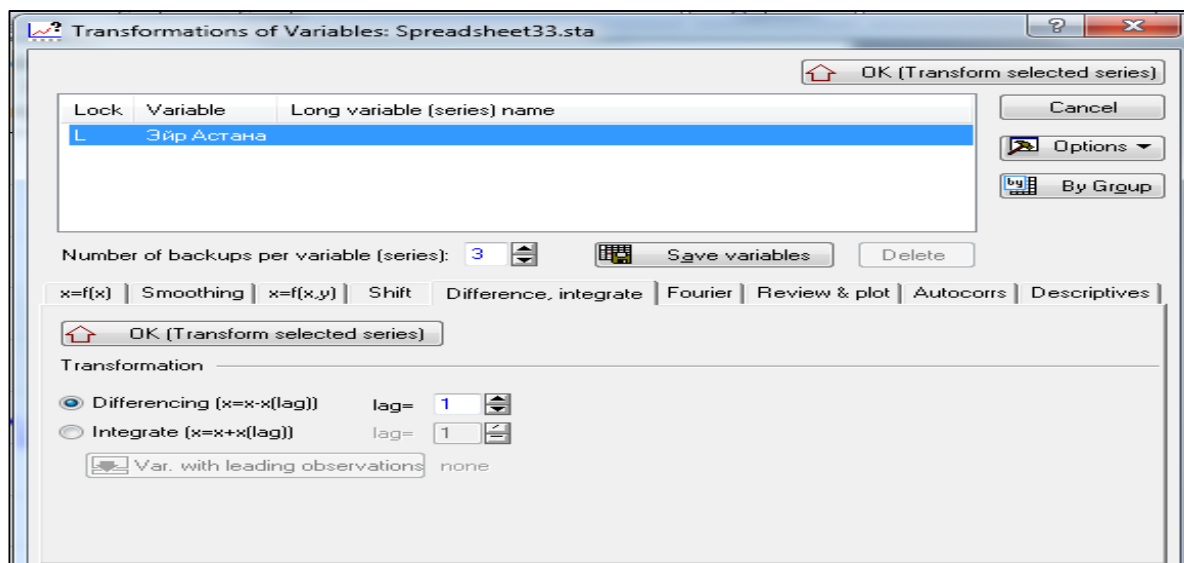 Transformations of Variables: Spreadsheet33.sta
OK (Transform selected series)
Lock Variable Long variable (series) name
Cancel
L Эйр Астана
Options
by By Group
Number of backups per variable (series): 3 Save variables Delete
x=f(x) Smoothing x=f(x,y) Shift Difference, integrate Fourier Review & plot Autocorrs Descriptives
OK (Transform selected series)
Transformation
Differencing (x=x-x(lag)) lag= 1
Integrate (x=x+x(lag)) lag= 1
Var. with leading observations none